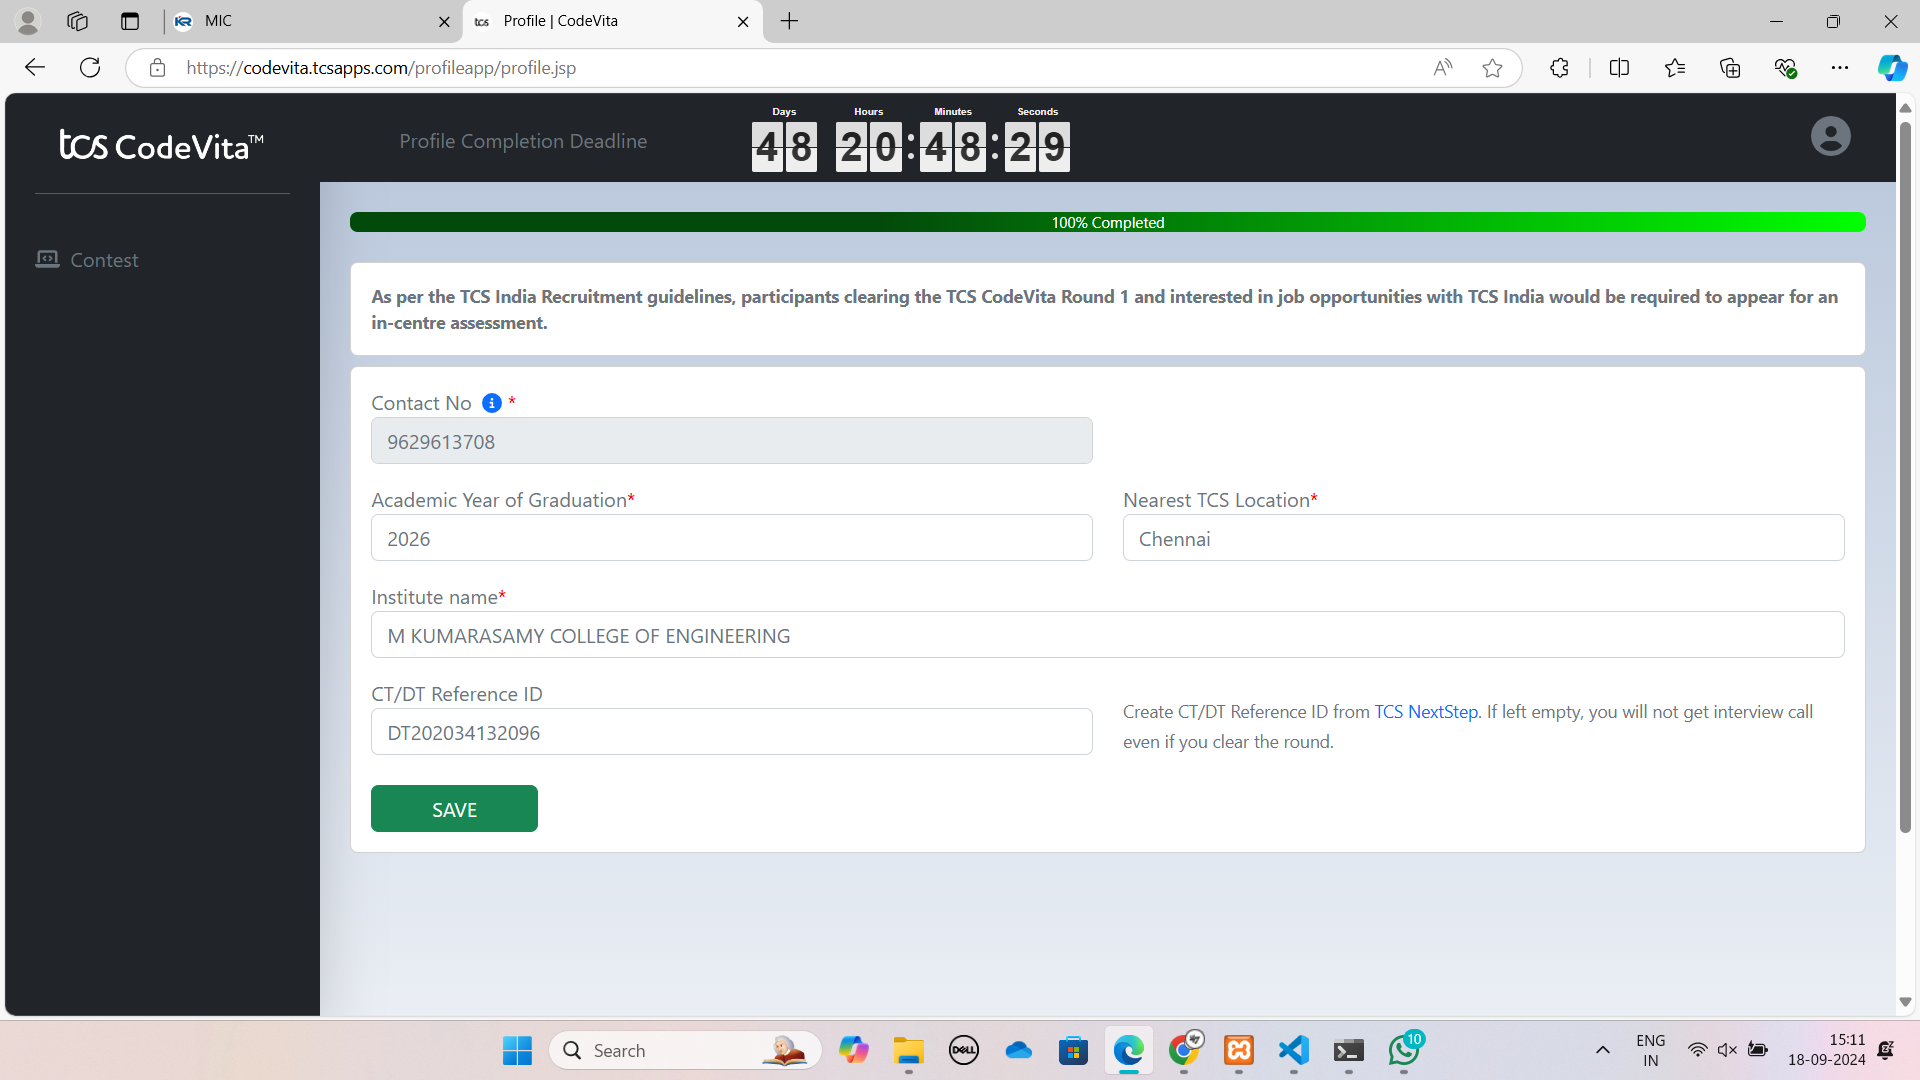 MIC
Profile | CodeVita
https://codevita.tcsapps.com/profileapp/profile.jsp
tcs CodeVita™
Profile Completion Deadline
Days Hours Minutes Seconds
48 20:48:29
Contest
100% Completed
As per the TCS India Recruitment guidelines, participants clearing the TCS CodeVita Round 1 and interested in job opportunities with TCS India would be required to appear for an
in-centre assessment.
Contact No *
9629613708
Academic Year of Graduation*
2026
Nearest TCS Location*
Chennai
Institute name*
M KUMARASAMY COLLEGE OF ENGINEERING
CT/DT Reference ID
DT202034132096
Create CT/DT Reference ID from TCS NextStep. If left empty, you will not get interview call
even if you clear the round.
SAVE
Search
DELL
10
ENG
IN
15:11
18-09-2024